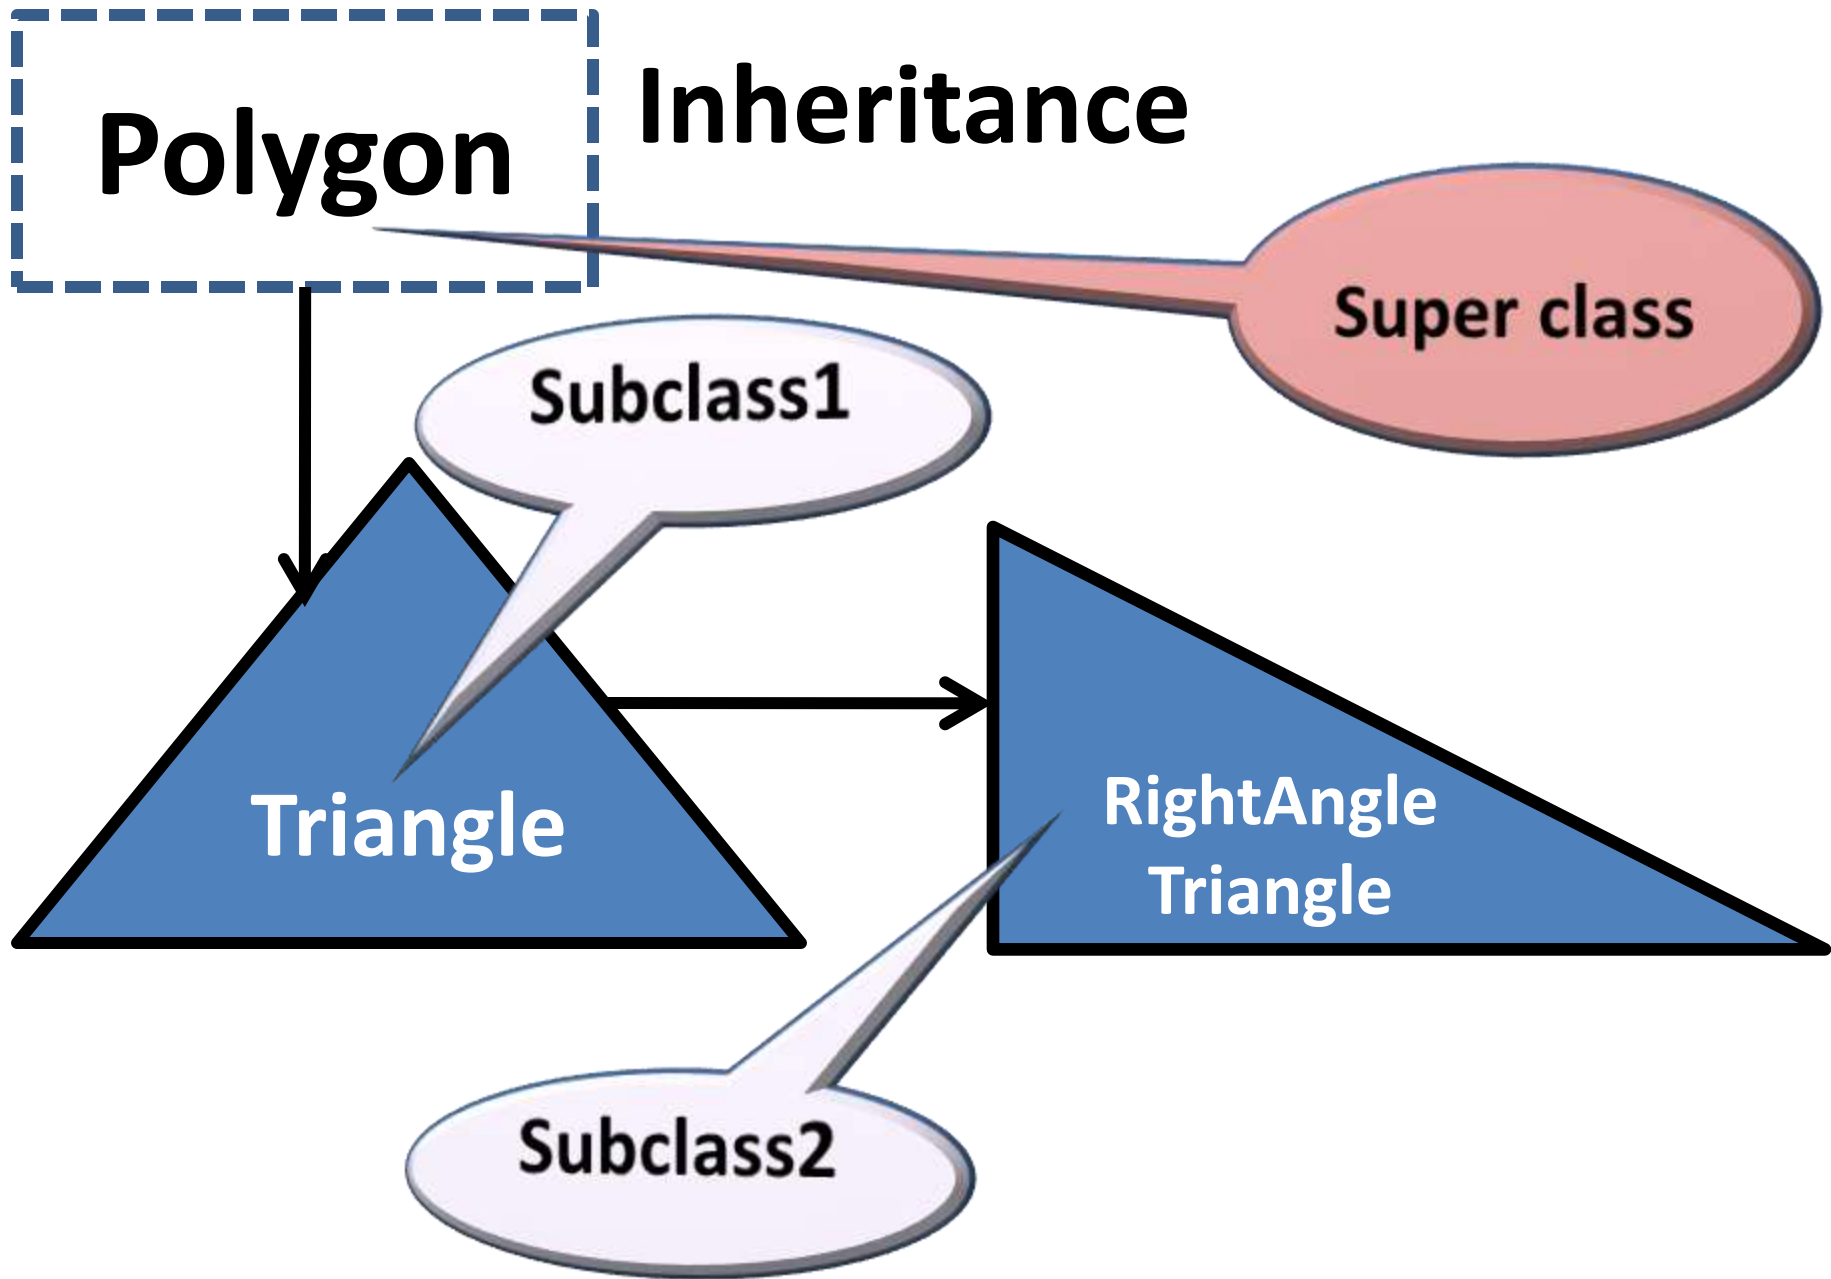 Inheritance
Polygon
Super class
Subclass1
Triangle
RightAngle
Triangle
Subclass2